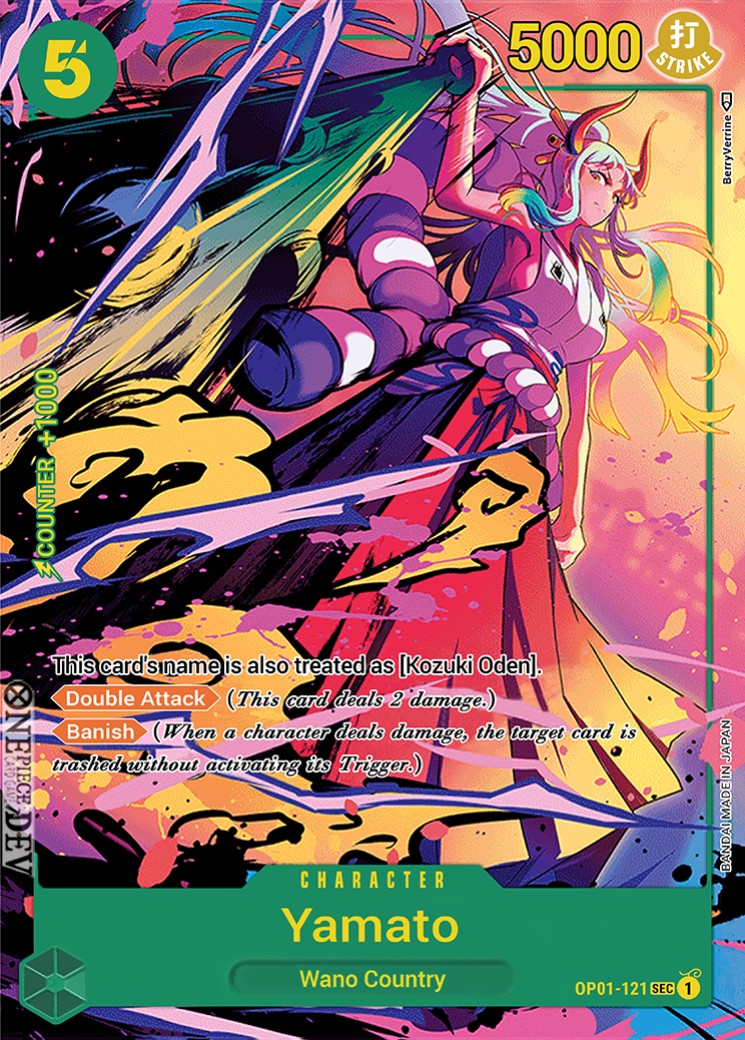 5
5000
打
STRIKE
BerryVerrine
COUNTER +1000
This card's name is also treated as [Kozuki Oden].
Double Attack (This card deals 2 damage.)
Banish (When a character deals damage, the target card is
trashed without activating its Trigger.)
ONE PIECE
CARD GAME
DEV
BANDAI MADE IN JAPAN
CHARACTER
Yamato
Wano Country
OP01-121 SEC 1